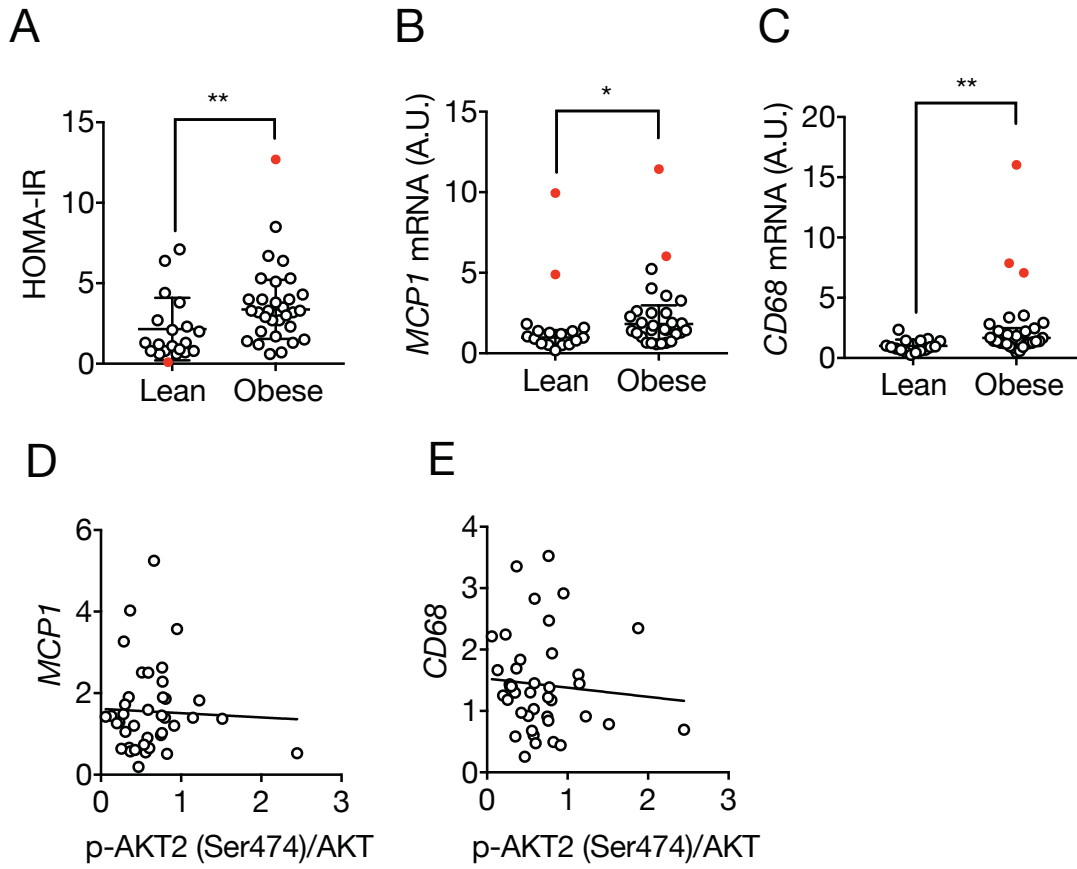 A
B
C
**
*
**
HOMA-IR
15
10
5
0
Lean Obese
MCP1 mRNA (A.U.)
15
10
5
0
Lean Obese
CD68 mRNA (A.U.)
20
15
10
5
0
Lean Obese
D
E
MCP1
6
4
2
0
0 1 2 3
p-AKT2 (Ser474)/AKT
CD68
4
3
2
1
0
0 1 2 3
p-AKT2 (Ser474)/AKT